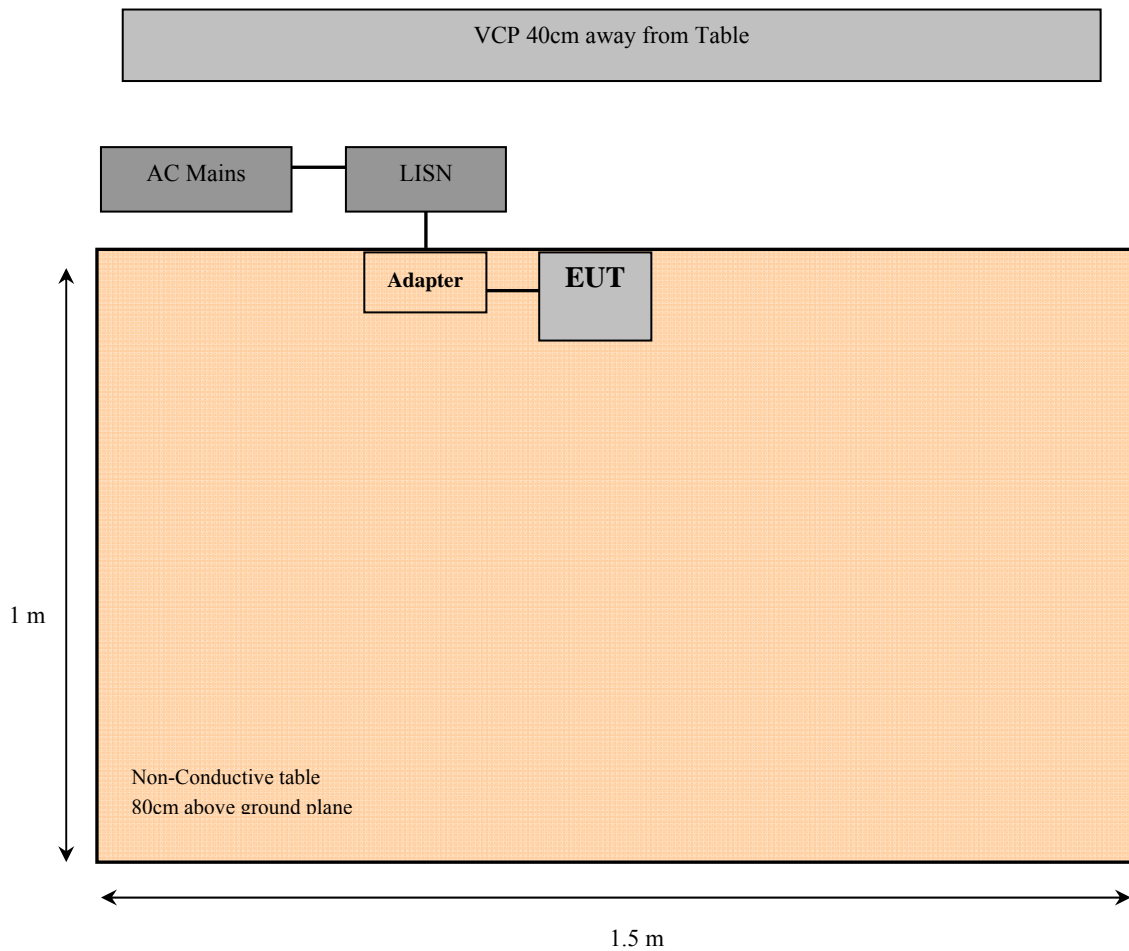 VCP 40cm away from Table
AC Mains
LISN
Adapter
EUT
1 m
Non-Conductive table
80cm above ground plane
1.5 m